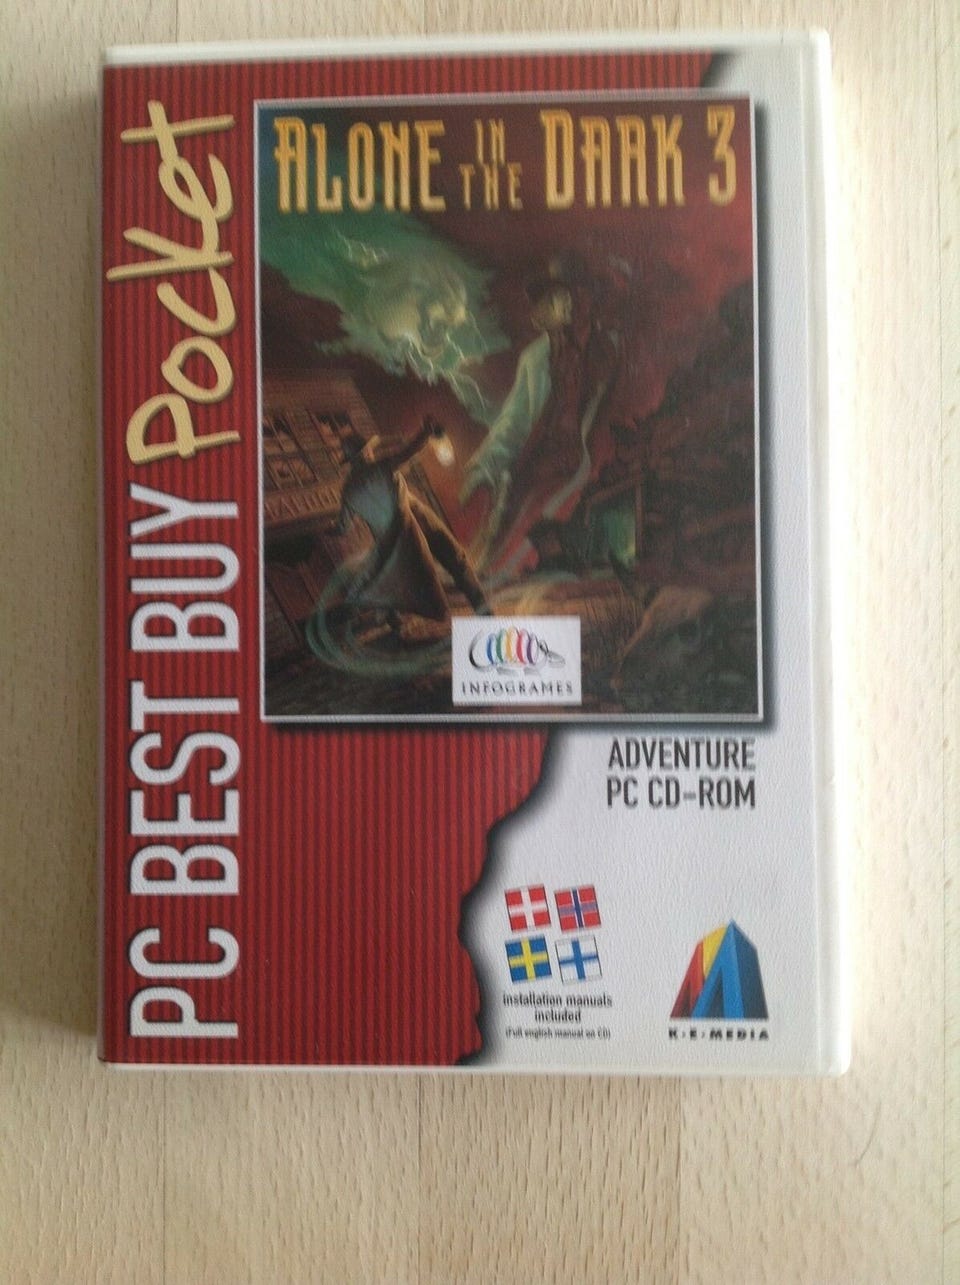 PC BEST BUY Pocket
ALONE IN THE DARK 3
INFOGRAMES
ADVENTURE
PC CD-ROM
installation manuals
included
(Full english manual on CD)
K·E·MEDIA